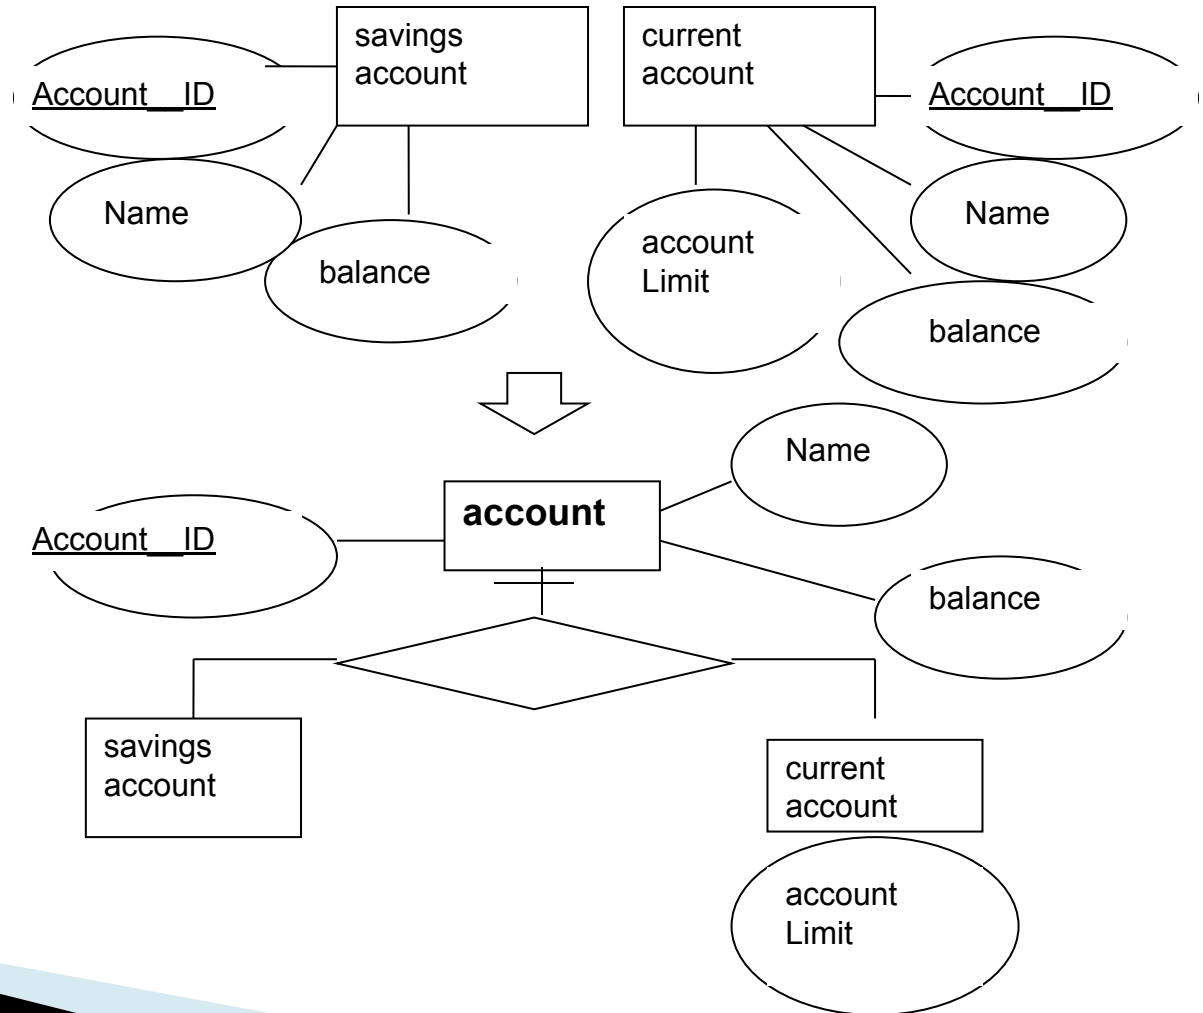 savings
account
current
account
Account__ID
Account__ID
Name
Name
account
Limit
balance
balance
Name
account
Account__ID
balance
savings
account
current
account
account
Limit